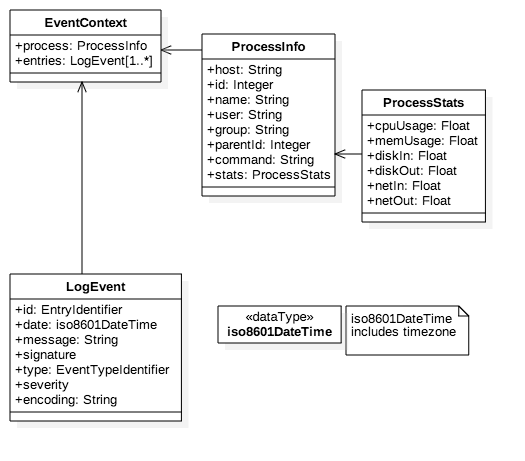 EventContext
+process: ProcessInfo
+entries: LogEvent[1..*]
ProcessInfo
+host: String
+id: Integer
+name: String
+user: String
+group: String
+parentId: Integer
+command: String
+stats: ProcessStats
ProcessStats
+cpuUsage: Float
+memUsage: Float
+diskIn: Float
+diskOut: Float
+netIn: Float
+netOut: Float
LogEvent
+id: EntryIdentifier
+date: iso8601DateTime
+message: String
+signature
+type: EventTypeIdentifier
+severity
+encoding: String
«dataType»
iso8601DateTime
iso8601DateTime
includes timezone